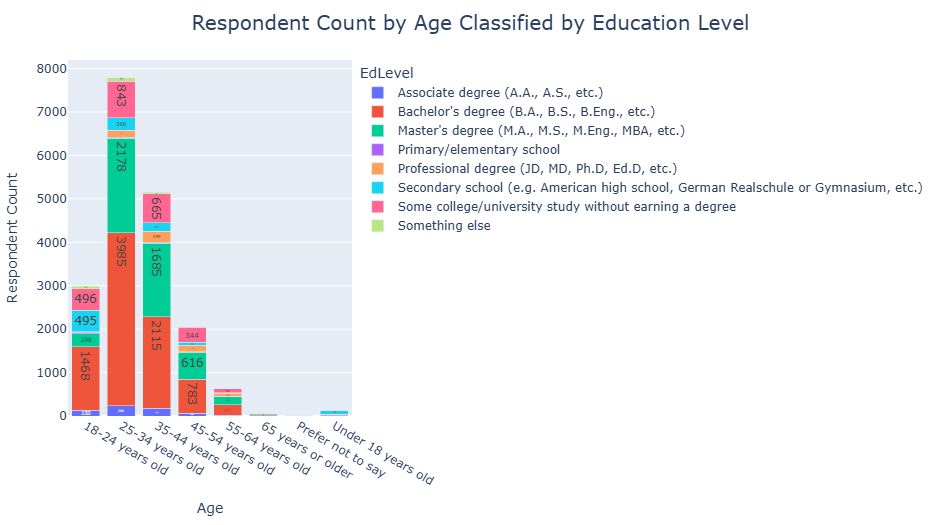 Respondent Count by Age Classified by Education Level
Respondent Count
8000
7000
6000
5000
4000
3000
2000
1000
0
496
495
1468
843
2178
3985
665
1685
2115
344
616
783
18-24 years old
25-34 years old
35-44 years old
45-54 years old
55-64 years old
65 years or older
Prefer not to say
Under 18 years old
Age
EdLevel
Associate degree (A.A., A.S., etc.)
Bachelor's degree (B.A., B.S., B.Eng., etc.)
Master's degree (M.A., M.S., M.Eng., MBA, etc.)
Primary/elementary school
Professional degree (JD, MD, Ph.D, Ed.D, etc.)
Secondary school (e.g. American high school, German Realschule or Gymnasium, etc.)
Some college/university study without earning a degree
Something else